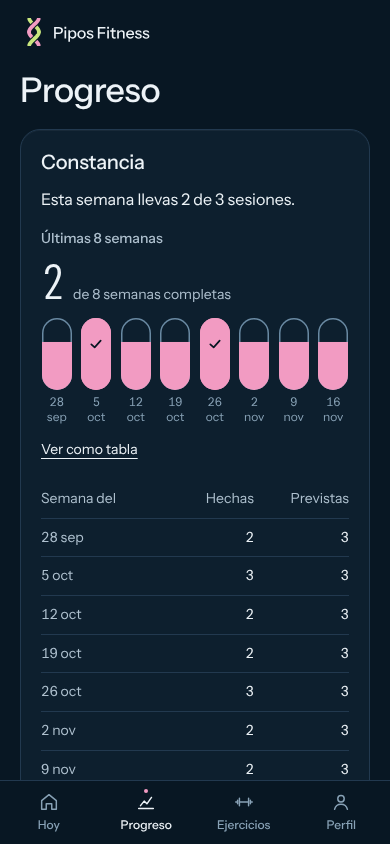 Pipos Fitness
Progreso
Constancia
Esta semana llevas 2 de 3 sesiones.
Últimas 8 semanas
2 de 8 semanas completas
28 sep 5 oct 12 oct 19 oct 26 oct 2 nov 9 nov 16 nov
Ver como tabla
Semana del Hechas Previstas
28 sep 2 3
5 oct 3 3
12 oct 2 3
19 oct 2 3
26 oct 3 3
2 nov 2 3
9 nov 2 3
Hoy Progreso Ejercicios Perfil